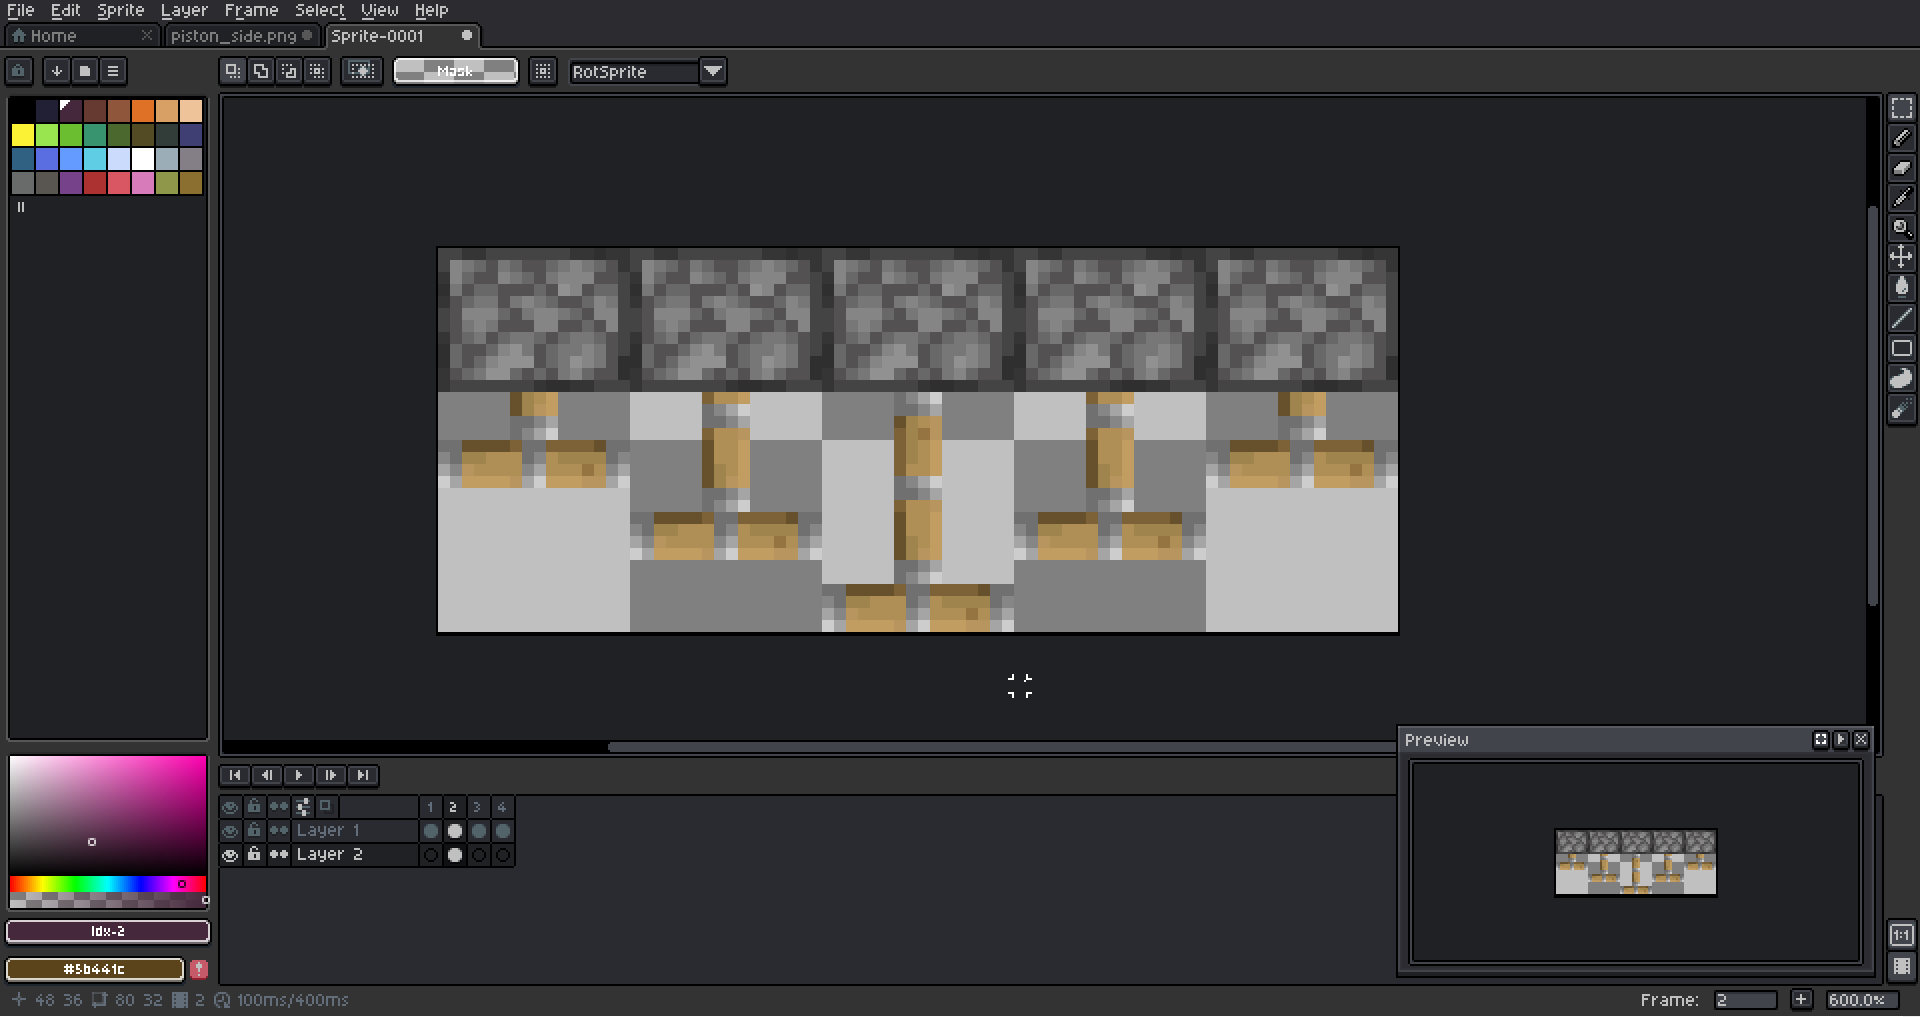 File Edit Sprite Layer Frame Select View Help
Home piston_side.png Sprite-0001
Mask RotSprite
Preview
1 2 3 4
Layer 1
Layer 2
Idx-2
#5b441c
48 36 80 32 2 100ms/400ms Frame: 2 600.0%
1:1